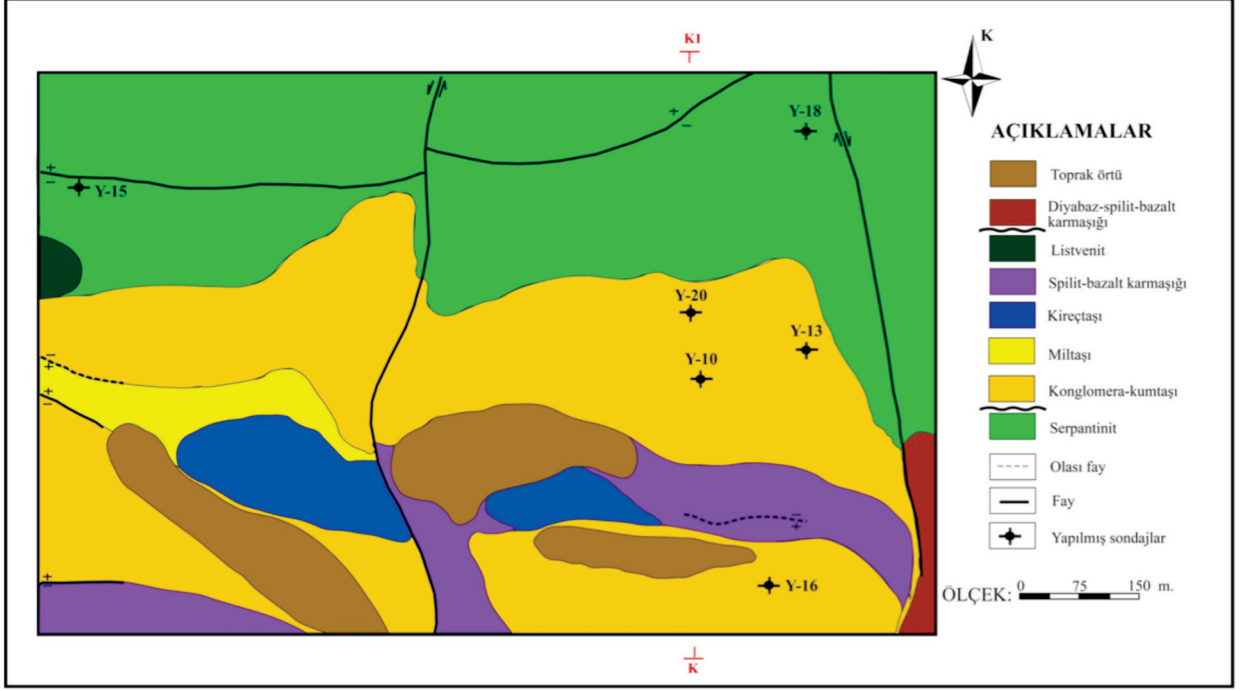 K1
K
Y-18
Y-15
Y-20
Y-13
Y-10
Y-16
K
AÇIKLAMALAR
Toprak örtü
Diyabaz-spilit-bazalt
karmaşığı
Listvenit
Spilit-bazalt karmaşığı
Kireçtaşı
Miltaşı
Konglomera-kumtaşı
Serpantinit
Olası fay
Fay
Yapılmış sondajlar
ÖLÇEK: 0 75 150 m.